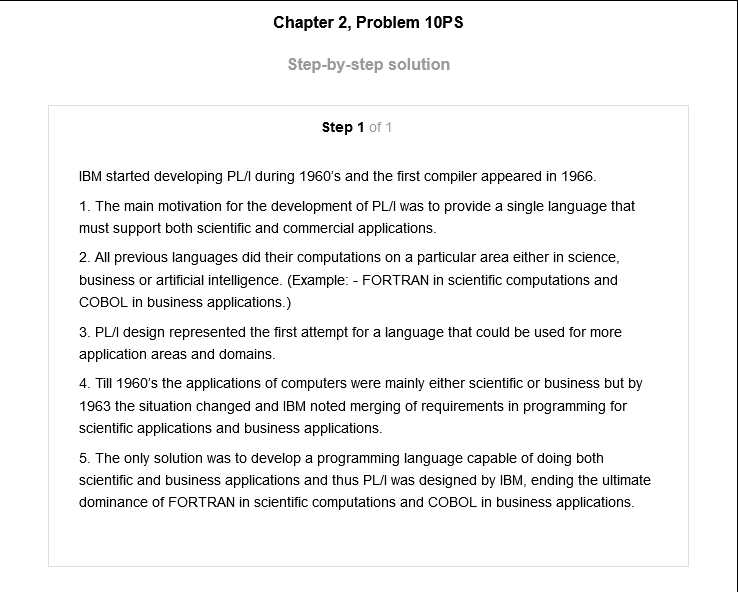 Chapter 2, Problem 10PS
Step-by-step solution
Step 1 of 1
IBM started developing PL/I during 1960's and the first compiler appeared in 1966.
1. The main motivation for the development of PL/I was to provide a single language that
must support both scientific and commercial applications.
2. All previous languages did their computations on a particular area either in science,
business or artificial intelligence. (Example: - FORTRAN in scientific computations and
COBOL in business applications.)
3. PL/I design represented the first attempt for a language that could be used for more
application areas and domains.
4. Till 1960's the applications of computers were mainly either scientific or business but by
1963 the situation changed and IBM noted merging of requirements in programming for
scientific applications and business applications.
5. The only solution was to develop a programming language capable of doing both
scientific and business applications and thus PL/I was designed by IBM, ending the ultimate
dominance of FORTRAN in scientific computations and COBOL in business applications.